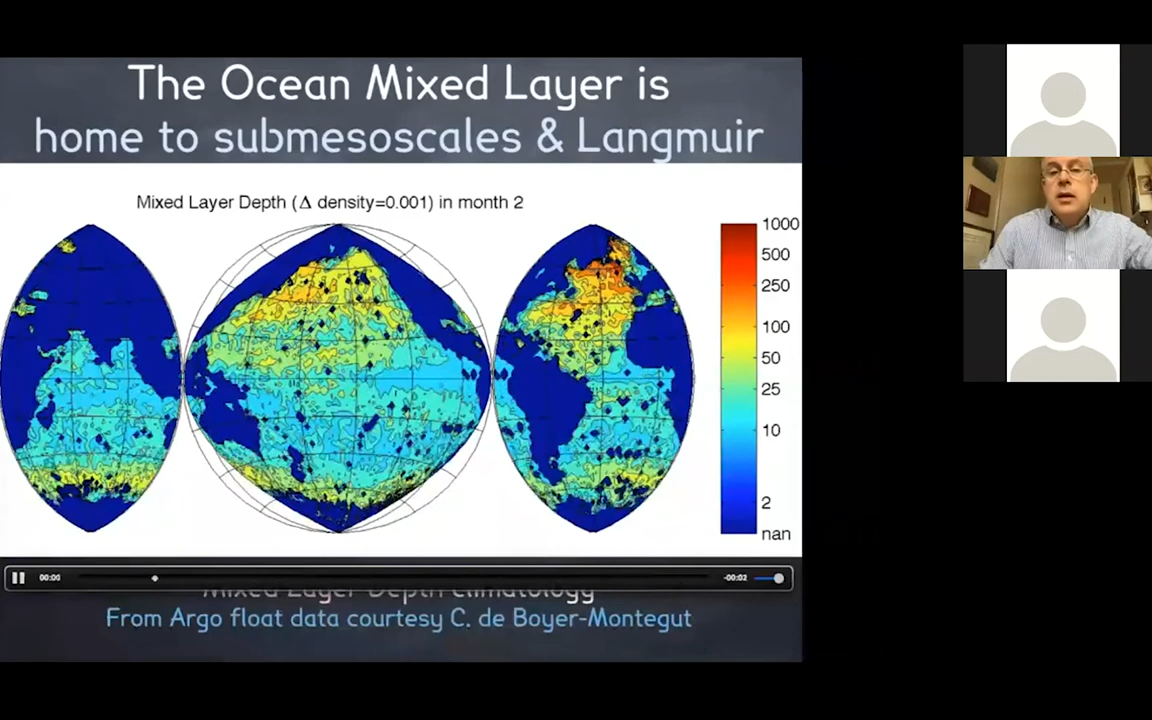 The Ocean Mixed Layer is
home to submesoscales & Langmuir
Mixed Layer Depth (Δ density=0.001) in month 2
1000
500
250
100
50
25
10
2
nan
00:00
-00:02
Mixed Layer Depth climatology
From Argo float data courtesy C. de Boyer-Montegut